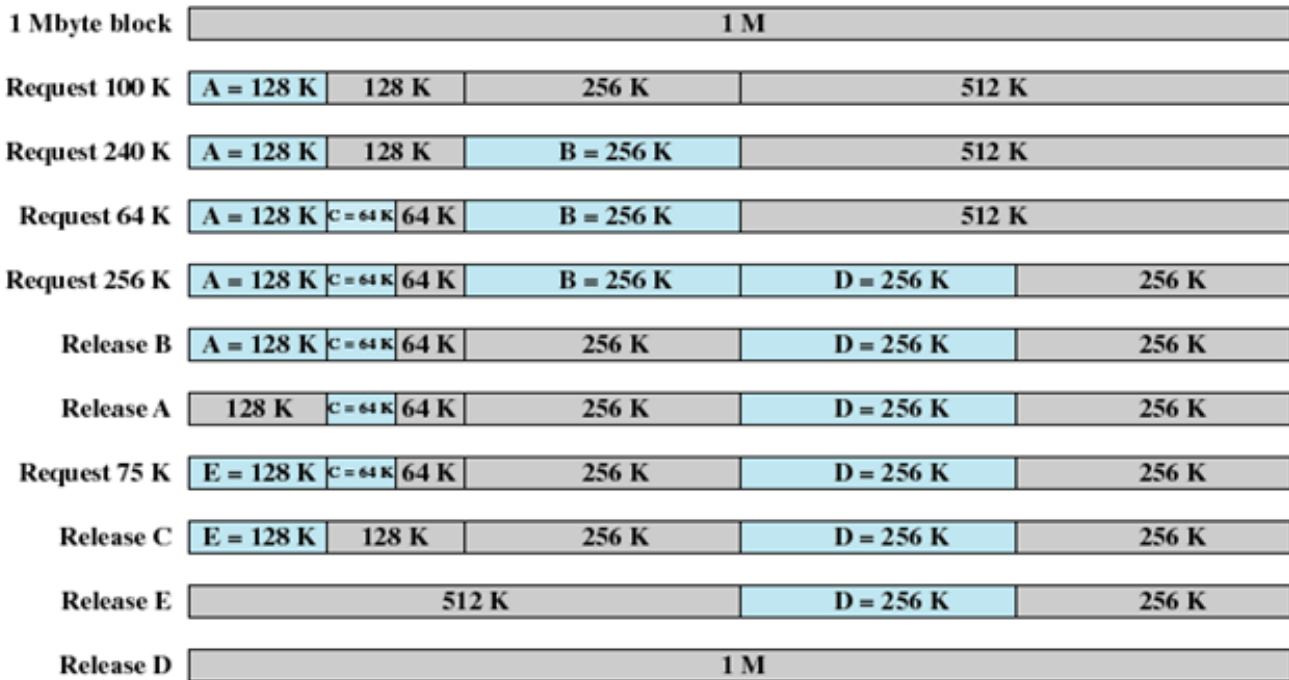 1 Mbyte block 1 M
Request 100 K A = 128 K 128 K 256 K 512 K
Request 240 K A = 128 K 128 K B = 256 K 512 K
Request 64 K A = 128 K C = 64 K 64 K B = 256 K 512 K
Request 256 K A = 128 K C = 64 K 64 K B = 256 K D = 256 K 256 K
Release B A = 128 K C = 64 K 64 K 256 K D = 256 K 256 K
Release A 128 K C = 64 K 64 K 256 K D = 256 K 256 K
Request 75 K E = 128 K C = 64 K 64 K 256 K D = 256 K 256 K
Release C E = 128 K 128 K 256 K D = 256 K 256 K
Release E 512 K D = 256 K 256 K
Release D 1 M